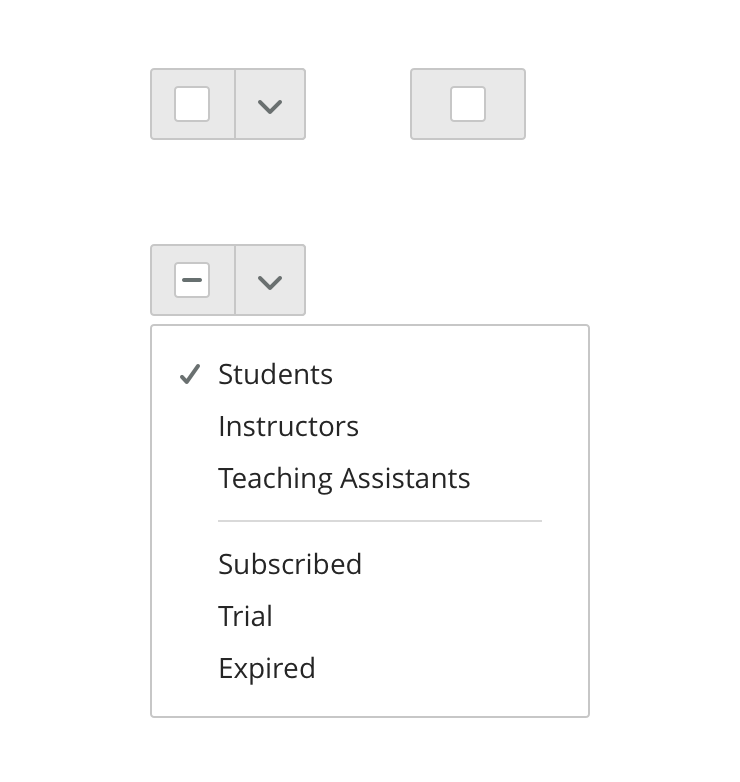 Students
Instructors
Teaching Assistants
Subscribed
Trial
Expired